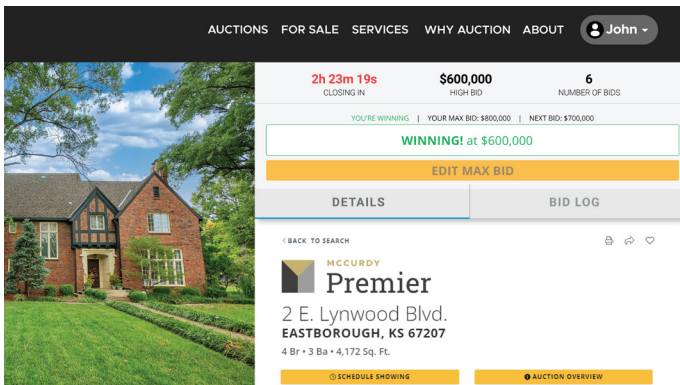 AUCTIONS FOR SALE SERVICES WHY AUCTION ABOUT John
2h 23m 19s $600,000 6
CLOSING IN HIGH BID NUMBER OF BIDS
YOU'RE WINNING | YOUR MAX BID: $800,000 | NEXT BID: $700,000
WINNING! at $600,000
EDIT MAX BID
DETAILS BID LOG
< BACK TO SEARCH
MCCURDY
Premier
2 E. Lynwood Blvd.
EASTBOROUGH, KS 67207
4 Br • 3 Ba • 4,172 Sq. Ft.
SCHEDULE SHOWING AUCTION OVERVIEW